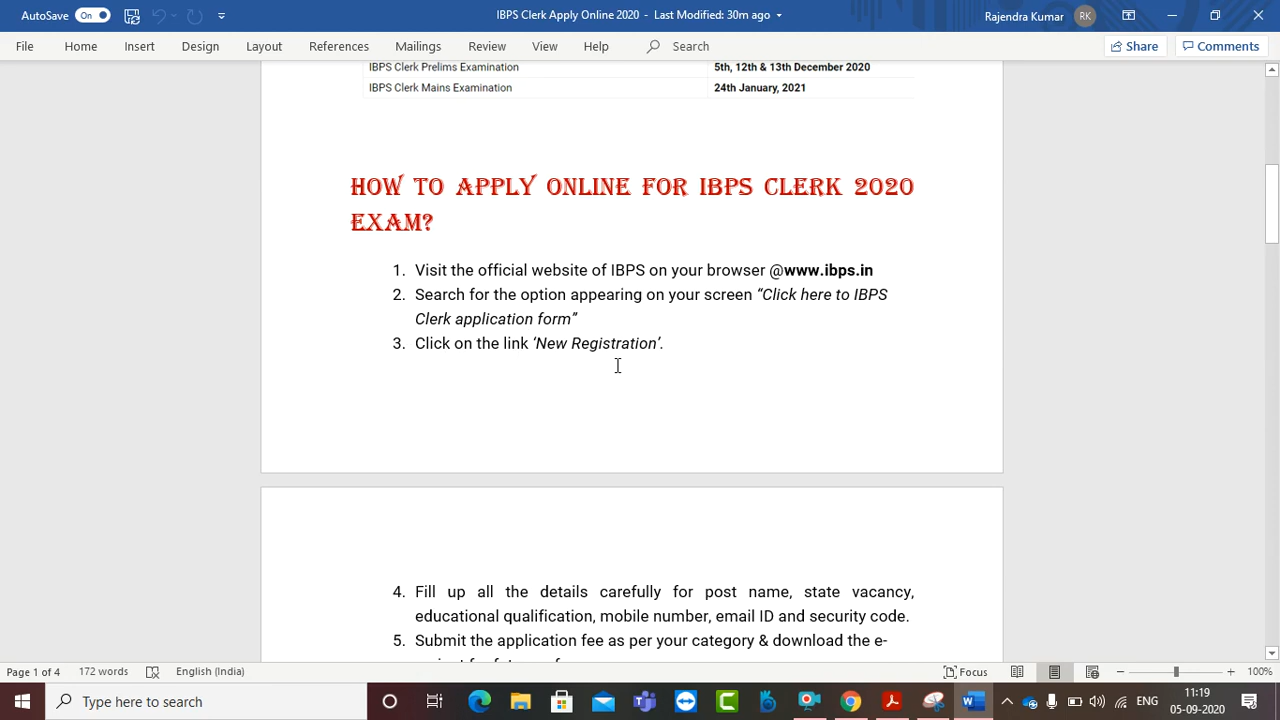 AutoSave On
IBPS Clerk Apply Online 2020 - Last Modified: 30m ago
Rajendra Kumar RK
File Home Insert Design Layout References Mailings Review View Help Search Share Comments
IBPS Clerk Prelims Examination 5th, 12th & 13th December 2020
IBPS Clerk Mains Examination 24th January, 2021
HOW TO APPLY ONLINE FOR IBPS CLERK 2020
EXAM?
1. Visit the official website of IBPS on your browser @www.ibps.in
2. Search for the option appearing on your screen “Click here to IBPS
Clerk application form”
3. Click on the link ‘New Registration’.
4. Fill up all the details carefully for post name, state vacancy,
educational qualification, mobile number, email ID and security code.
5. Submit the application fee as per your category & download the e-
Page 1 of 4 172 words English (India) Focus 100%
Type here to search
ENG
11:19
05-09-2020